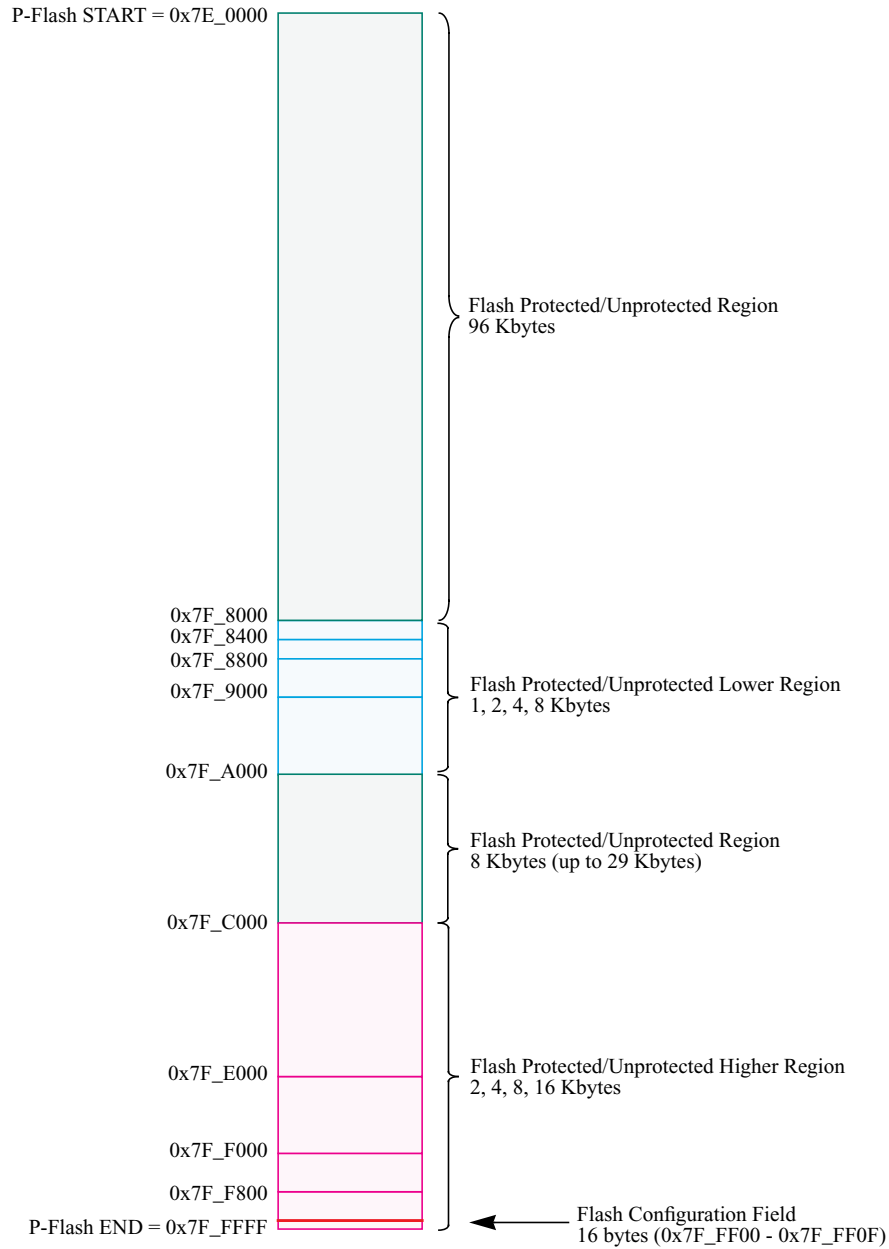 P-Flash START = 0x7E_0000
Flash Protected/Unprotected Region
96 Kbytes
0x7F_8000
0x7F_8400
0x7F_8800
0x7F_9000
Flash Protected/Unprotected Lower Region
1, 2, 4, 8 Kbytes
0x7F_A000
Flash Protected/Unprotected Region
8 Kbytes (up to 29 Kbytes)
0x7F_C000
0x7F_E000
Flash Protected/Unprotected Higher Region
2, 4, 8, 16 Kbytes
0x7F_F000
0x7F_F800
P-Flash END = 0x7F_FFFF
Flash Configuration Field
16 bytes (0x7F_FF00 - 0x7F_FF0F)